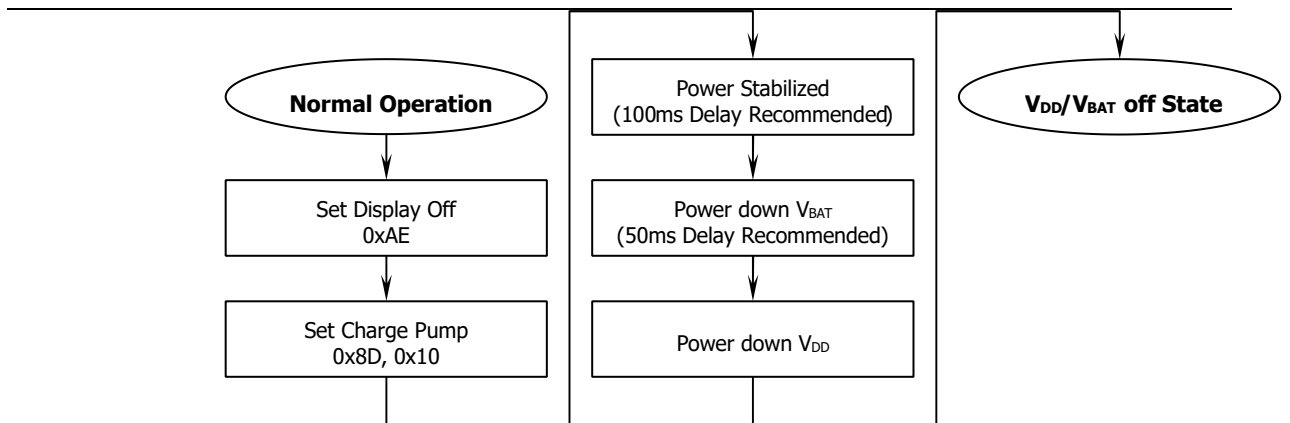 Normal Operation
Set Display Off
0xAE
Set Charge Pump
0x8D, 0x10
Power Stabilized
(100ms Delay Recommended)
Power down VBAT
(50ms Delay Recommended)
Power down VDD
VDD/VBAT off State